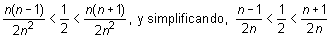 n(n−1)/2n² < 1/2 < n(n+1)/2n², y simplificando, n−1/2n < 1/2 < n+1/2n